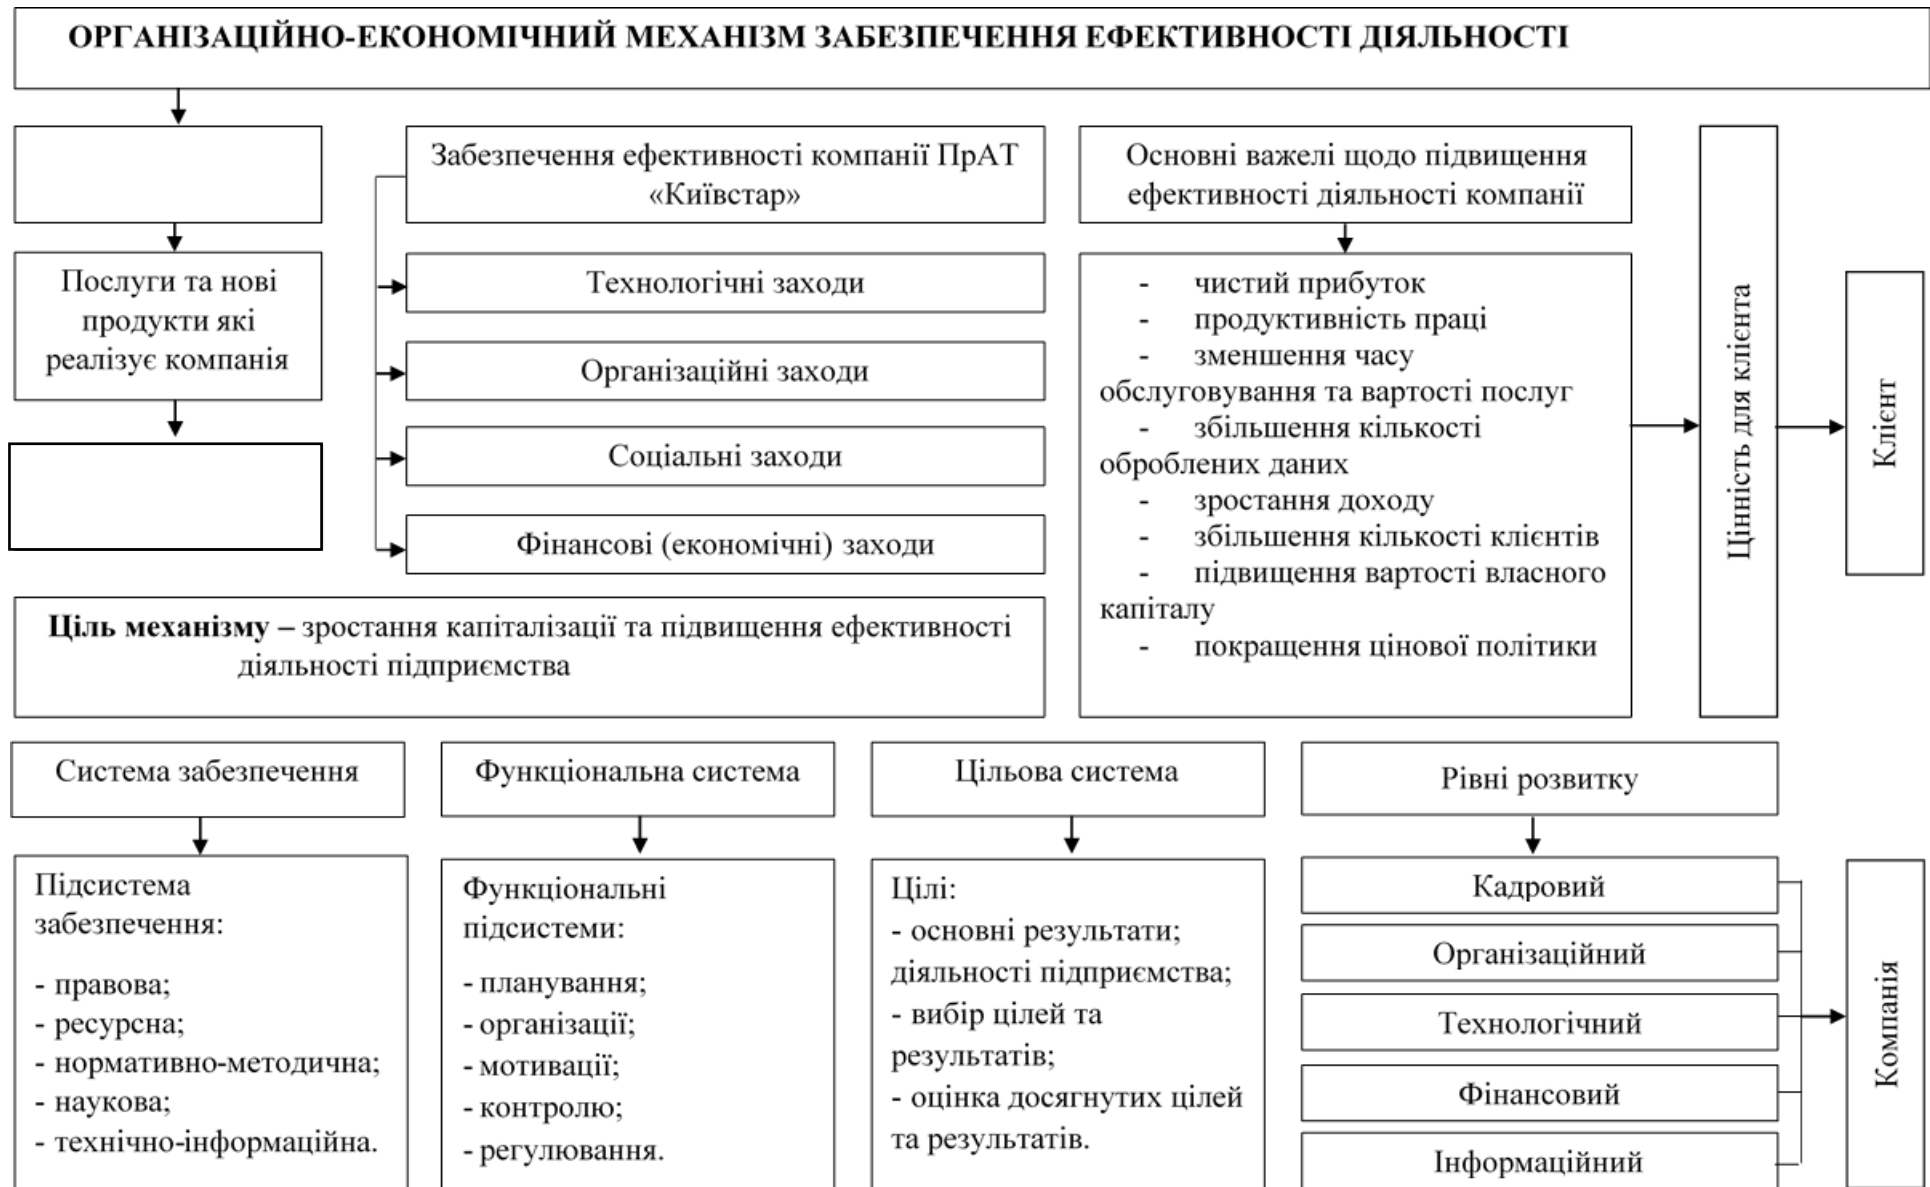 ОРГАНІЗАЦІЙНО-ЕКОНОМІЧНИЙ МЕХАНІЗМ ЗАБЕЗПЕЧЕННЯ ЕФЕКТИВНОСТІ ДІЯЛЬНОСТІ
Послуги та нові
продукти які
реалізує компанія
Забезпечення ефективності компанії ПрАТ
«Київстар»
Технологічні заходи
Організаційні заходи
Соціальні заходи
Фінансові (економічні) заходи
Основні важелі щодо підвищення
ефективності діяльності компанії
- чистий прибуток
- продуктивність праці
- зменшення часу
обслуговування та вартості послуг
- збільшення кількості
оброблених даних
- зростання доходу
- збільшення кількості клієнтів
- підвищення вартості власного
капіталу
- покращення цінової політики
Цінність для клієнта
Клієнт
Ціль механізму – зростання капіталізації та підвищення ефективності
діяльності підприємства
Система забезпечення
Підсистема
забезпечення:
- правова;
- ресурсна;
- нормативно-методична;
- наукова;
- технічно-інформаційна.
Функціональна система
Функціональні
підсистеми:
- планування;
- організації;
- мотивації;
- контролю;
- регулювання.
Цільова система
Цілі:
- основні результати;
діяльності підприємства;
- вибір цілей та
результатів;
- оцінка досягнутих цілей
та результатів.
Рівні розвитку
Кадровий
Організаційний
Технологічний
Фінансовий
Інформаційний
Компанія